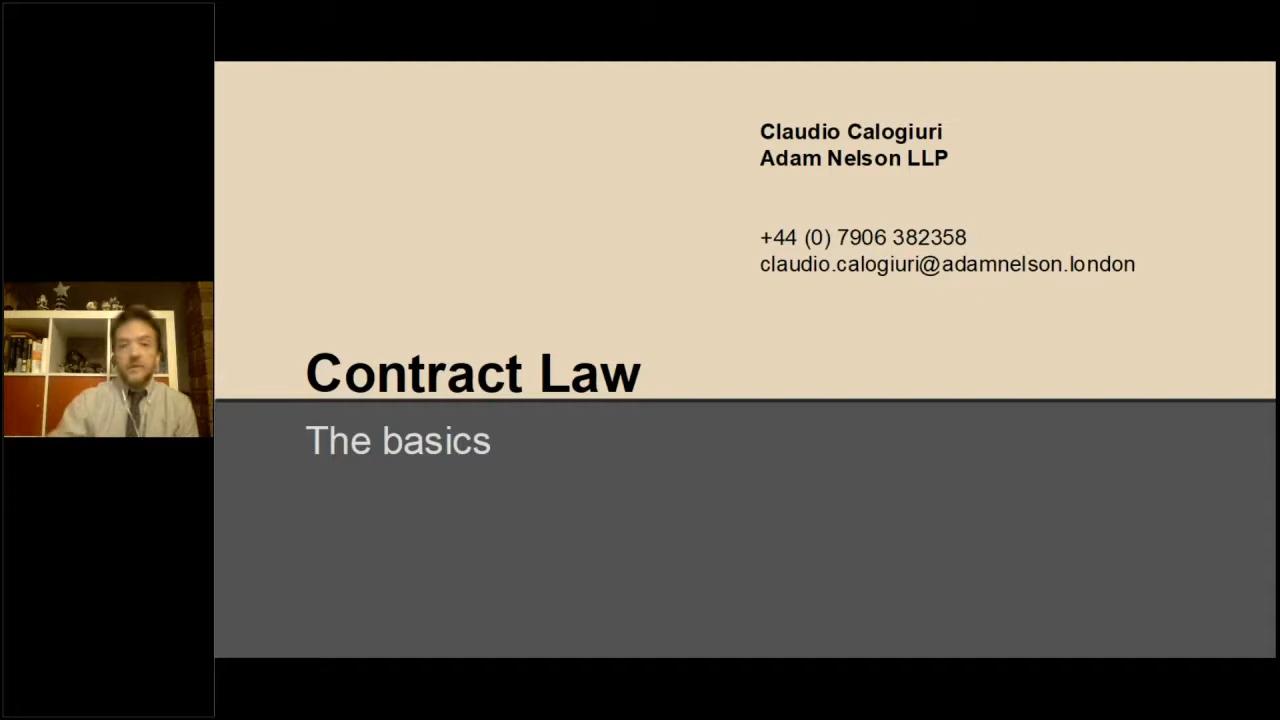 Claudio Calogiuri
Adam Nelson LLP
+44 (0) 7906 382358
claudio.calogiuri@adamnelson.london
Contract Law
The basics